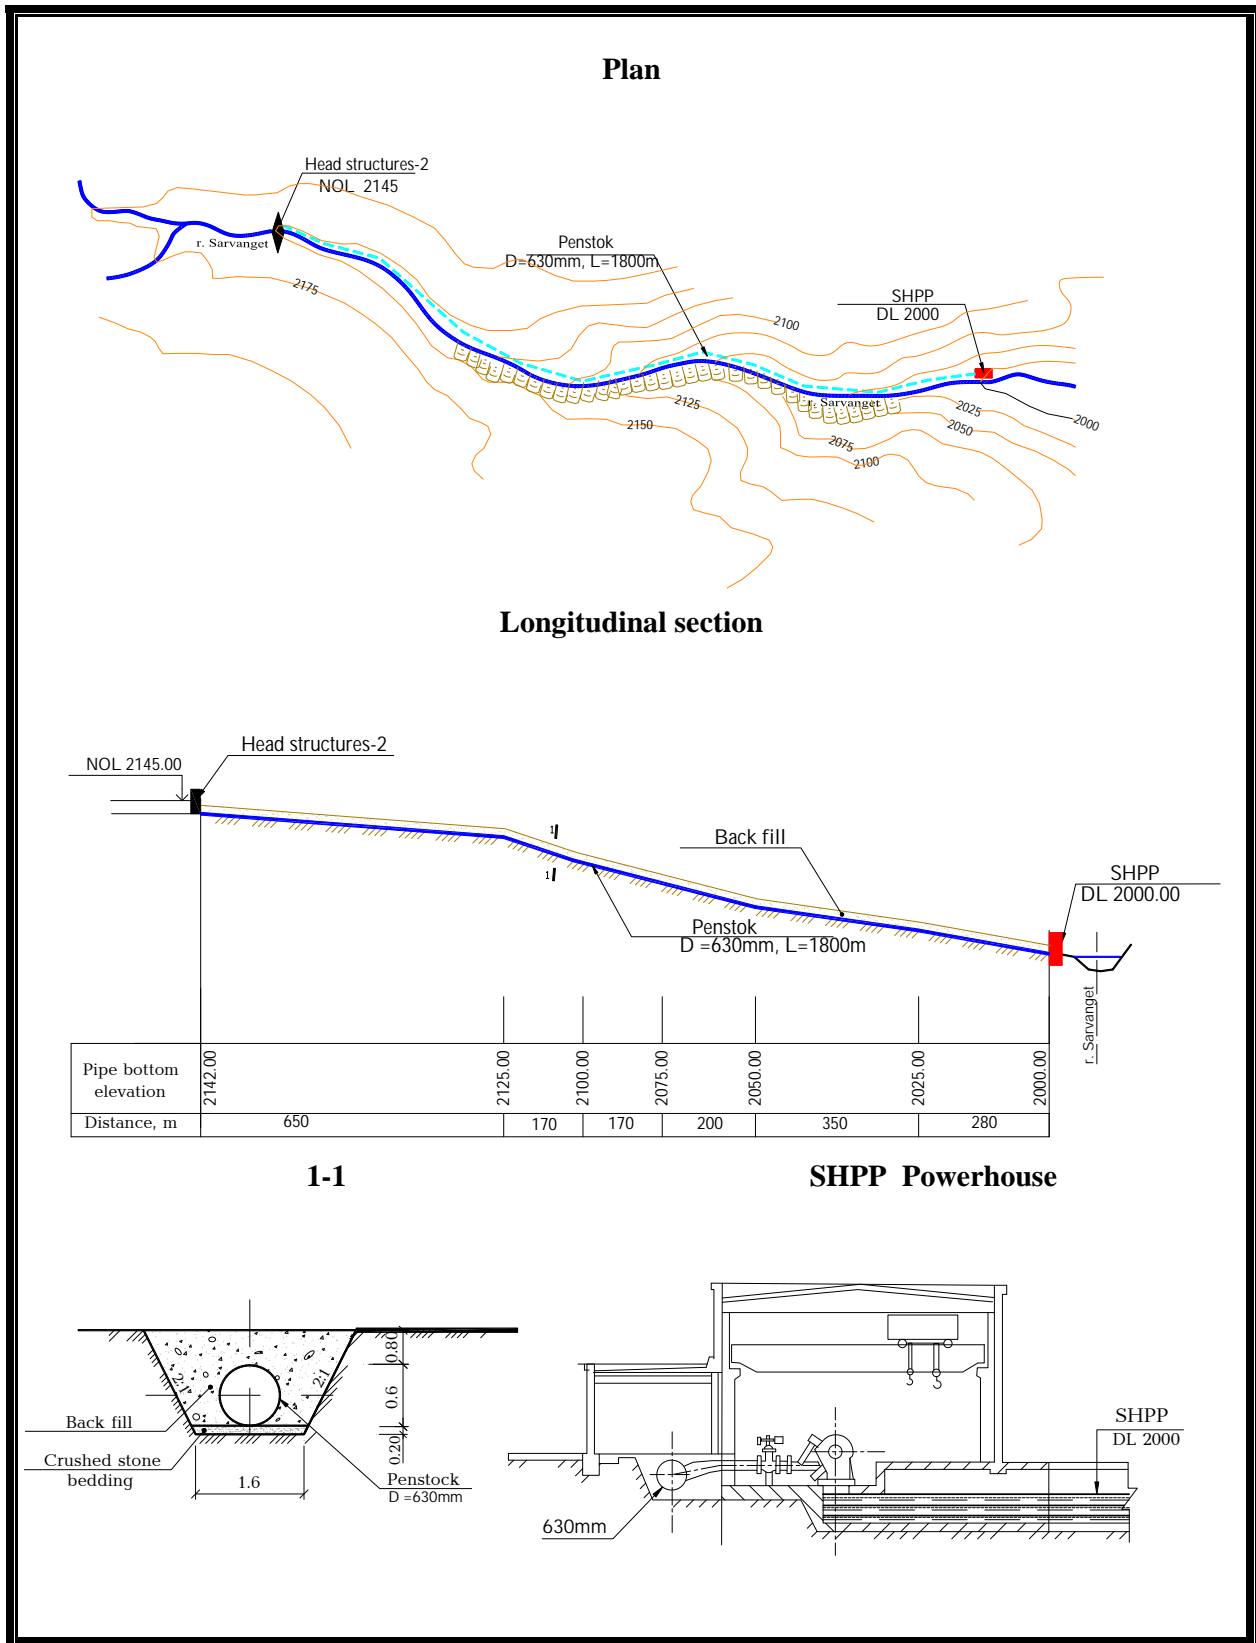 Plan
Head structures-2
NOL 2145
r. Sarvanget
2175
Penstok
D=630mm, L=1800m
SHPP
DL 2000
2100
2125
2150
r. Sarvanget
2025
2000
2050
2075
2100
Longitudinal section
Head structures-2
NOL 2145.00
1
1
Back fill
SHPP
DL 2000.00
Penstok
D =630mm, L=1800m
r. Sarvanget
Pipe bottom
elevation
2142.00
2125.00
2100.00
2075.00
2050.00
2025.00
2000.00
Distance, m
650
170
170
200
350
280
1-1
SHPP Powerhouse
0.80
0.6
0.20
2:1
2:1
Back fill
Crushed stone
bedding
1.6
Penstock
D =630mm
630mm
SHPP
DL 2000